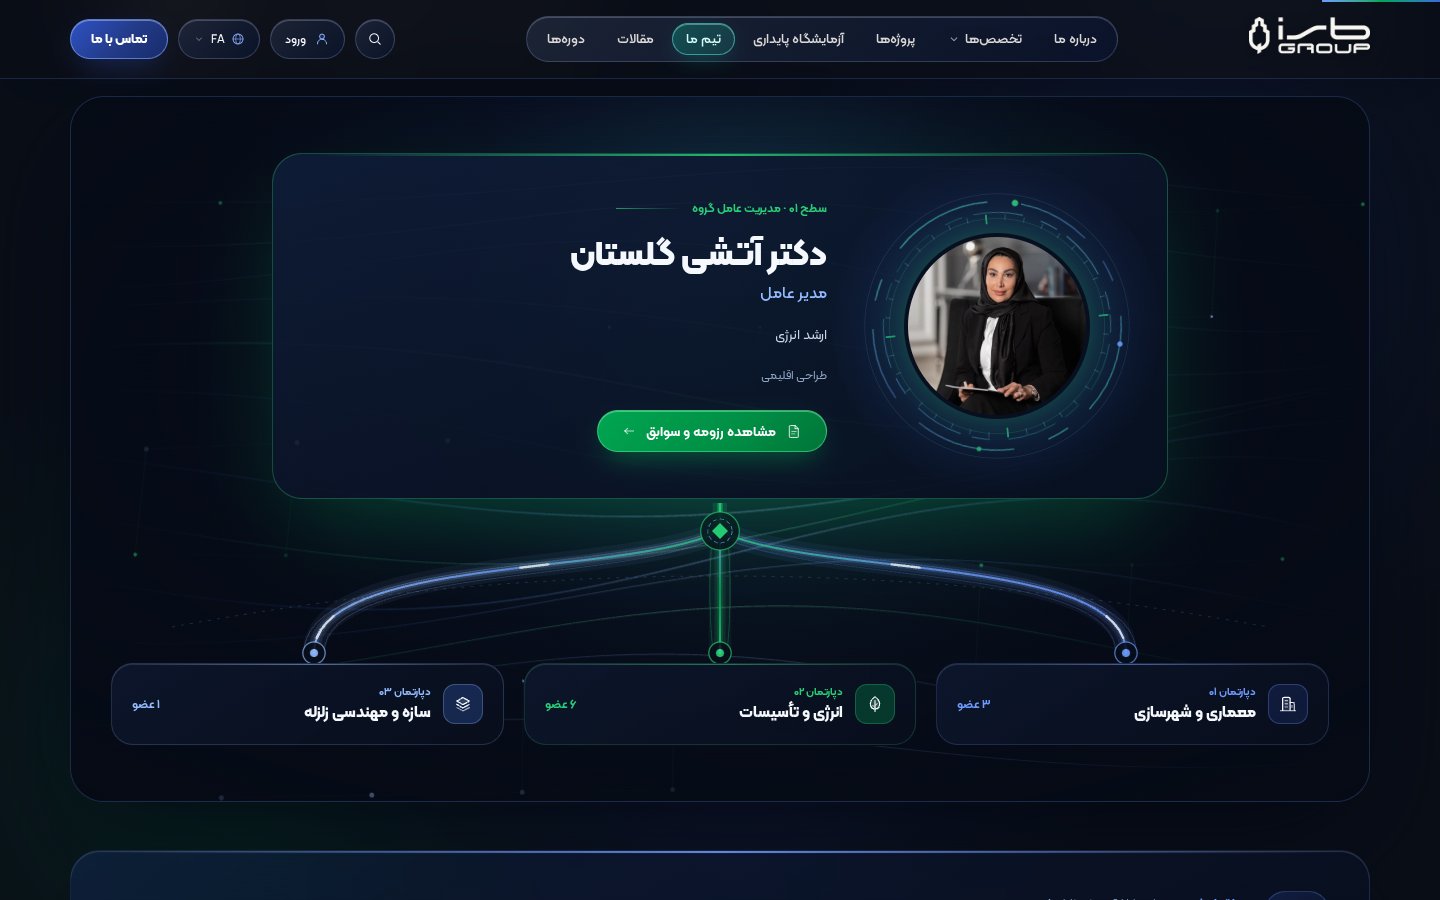 irsi GROUP
درباره ما
تخصص‌ها
پروژه‌ها
آزمایشگاه پایداری
تیم ما
مقالات
دوره‌ها
ورود
FA
تماس با ما
سطح ۰۱ · مدیریت عامل گروه
دکتر آتشی گلستان
مدیر عامل
ارشد انرژی
طراحی اقلیمی
مشاهده رزومه و سوابق
دپارتمان ۰۱
معماری و شهرسازی
۳ عضو
دپارتمان ۰۲
انرژی و تأسیسات
۶ عضو
دپارتمان ۰۳
سازه و مهندسی زلزله
۱ عضو